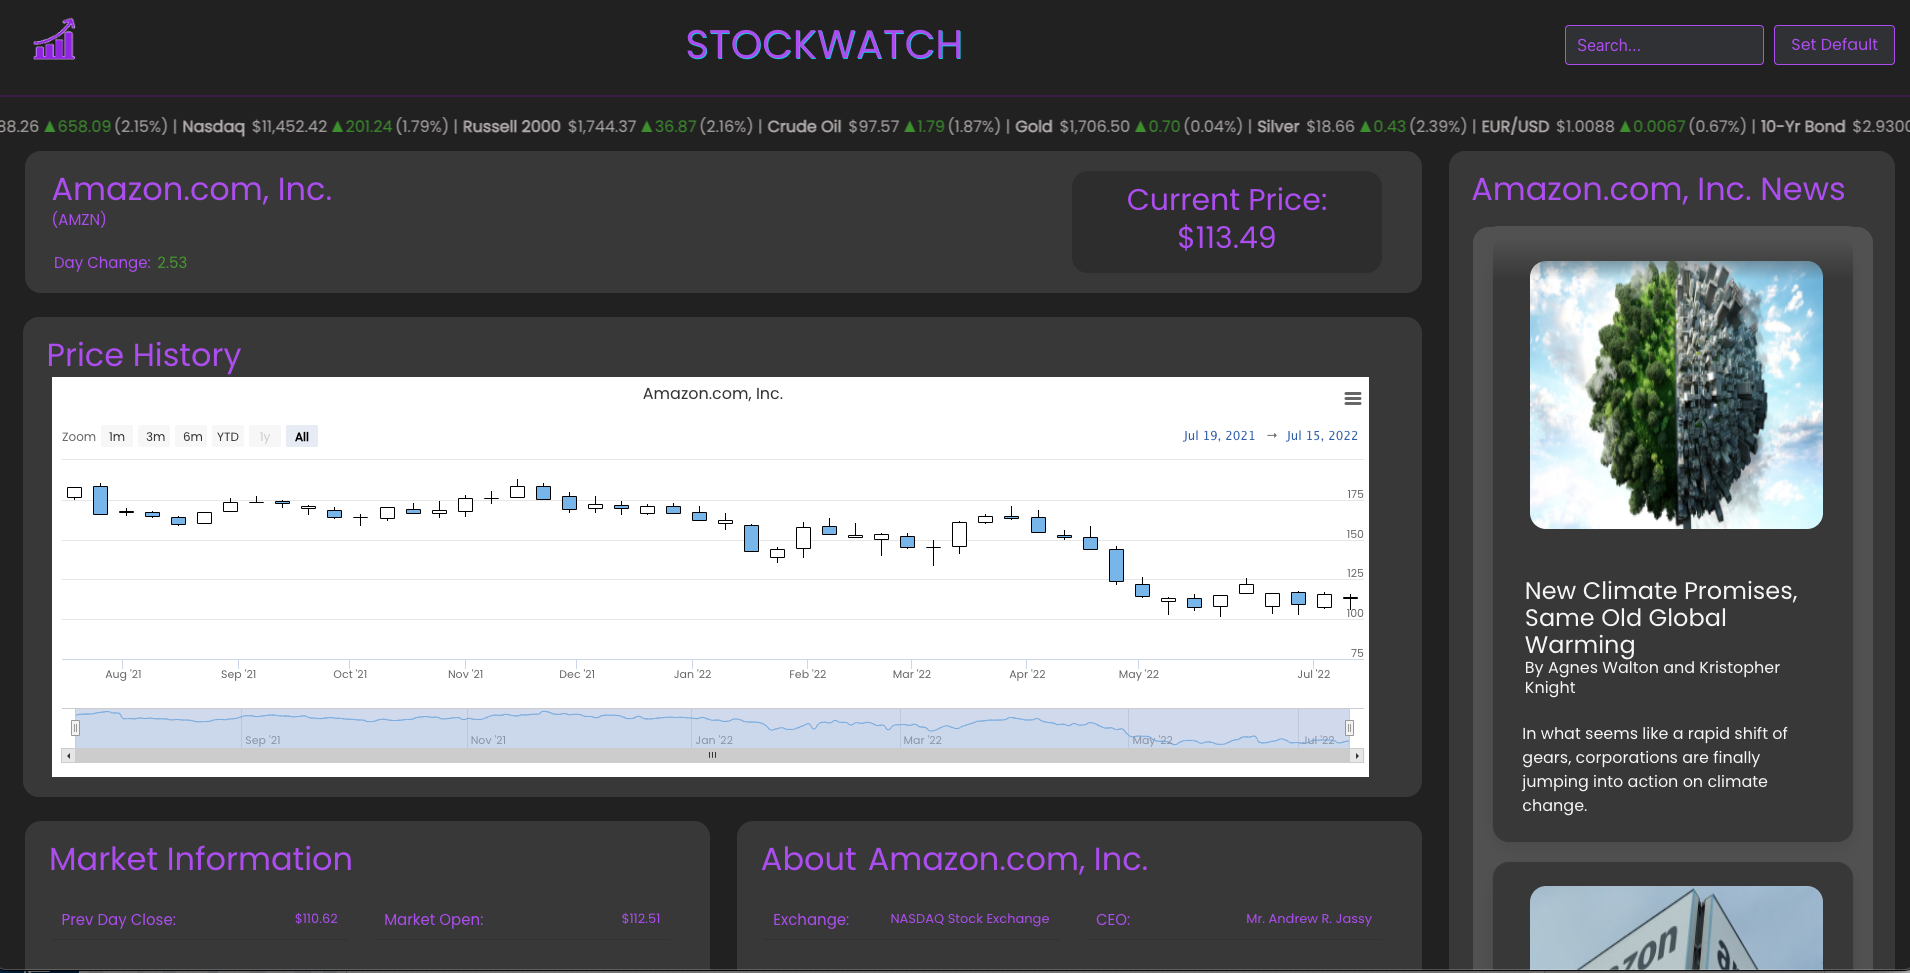 STOCKWATCH
Search...
Set Default
88.26 ▲658.09 (2.15%) | Nasdaq $11,452.42 ▲201.24 (1.79%) | Russell 2000 $1,744.37 ▲36.87 (2.16%) | Crude Oil $97.57 ▲1.79 (1.87%) | Gold $1,706.50 ▲0.70 (0.04%) | Silver $18.66 ▲0.43 (2.39%) | EUR/USD $1.0088 ▲0.0067 (0.67%) | 10-Yr Bond $2.9300
Amazon.com, Inc.
(AMZN)
Day Change: 2.53
Current Price:
$113.49
Price History
Amazon.com, Inc.
Zoom 1m 3m 6m YTD 1y All
Jul 19, 2021 → Jul 15, 2022
175
150
125
100
75
Aug '21 Sep '21 Oct '21 Nov '21 Dec '21 Jan '22 Feb '22 Mar '22 Apr '22 May '22 Jul '22
Sep '21 Nov '21 Jan '22 Mar '22 May '22 Jul '22
Market Information
Prev Day Close: $110.62 Market Open: $112.51
About Amazon.com, Inc.
Exchange: NASDAQ Stock Exchange CEO: Mr. Andrew R. Jassy
Amazon.com, Inc. News
New Climate Promises,
Same Old Global
Warming
By Agnes Walton and Kristopher
Knight
In what seems like a rapid shift of
gears, corporations are finally
jumping into action on climate
change.
zon
a